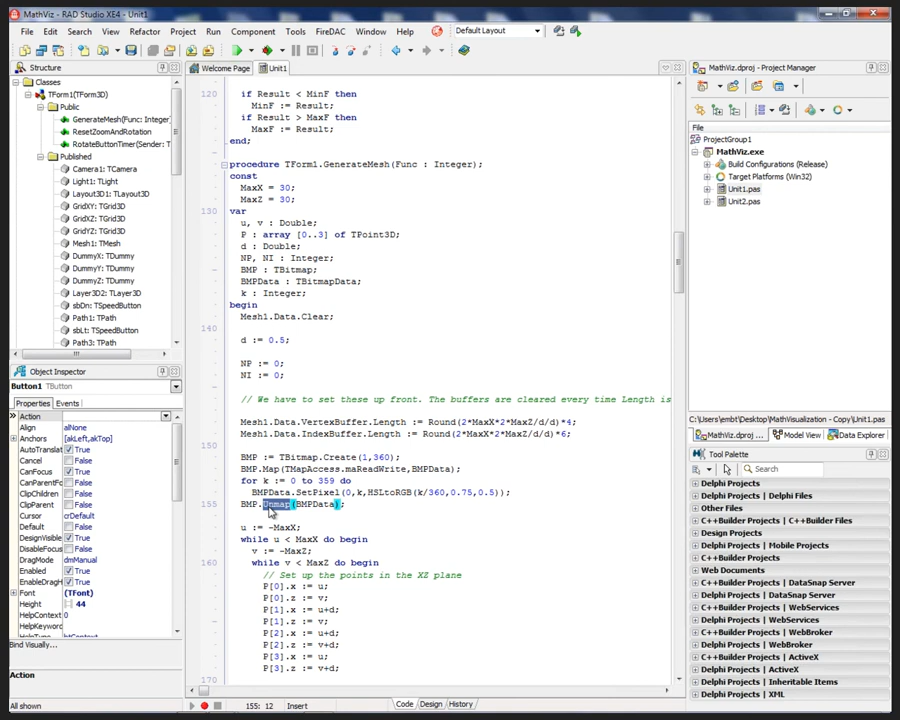 MathViz - RAD Studio XE4 - Unit1
File Edit Search View Refactor Project Run Component Tools FireDAC Window Help Default Layout
Structure
Classes
TForm1(TForm3D)
Public
GenerateMesh(Func: Integer)
ResetZoomAndRotation
RotateButtonTimer(Sender: T
Published
Camera1: TCamera
Light1: TLight
Layout3D1: TLayout3D
GridXY: TGrid3D
GridXZ: TGrid3D
GridYZ: TGrid3D
Mesh1: TMesh
DummyX: TDummy
DummyY: TDummy
DummyZ: TDummy
Layer3D2: TLayer3D
sbDn: TSpeedButton
Path1: TPath
sbLt: TSpeedButton
Path3: TPath
Object Inspector
Button1 TButton
Properties Events
Action
Align alNone
Anchors [akLeft,akTop]
AutoTranslat True
Cancel False
CanFocus True
CanParentFo False
ClipChildren False
ClipParent False
Cursor crDefault
Default False
DesignVisible True
DisableFocus False
DragMode dmManual
Enabled True
EnableDragH True
Font (TFont)
Height 44
HelpContext 0
HelpKeyword
HelpType htContext
Bind Visually...
Action
All shown
Welcome Page Unit1
120 if Result < MinF then
MinF := Result;
if Result > MaxF then
MaxF := Result;
end;
procedure TForm1.GenerateMesh(Func : Integer);
const
MaxX = 30;
MaxZ = 30;
130 var
u, v : Double;
P : array [0..3] of TPoint3D;
d : Double;
NP, NI : Integer;
BMP : TBitmap;
BMPData : TBitmapData;
k : Integer;
begin
Mesh1.Data.Clear;
140
d := 0.5;
NP := 0;
NI := 0;
// We have to set these up front. The buffers are cleared every time Length is
Mesh1.Data.VertexBuffer.Length := Round(2*MaxX*2*MaxZ/d/d)*4;
Mesh1.Data.IndexBuffer.Length := Round(2*MaxX*2*MaxZ/d/d)*6;
150
BMP := TBitmap.Create(1,360);
BMP.Map(TMapAccess.maReadWrite,BMPData);
for k := 0 to 359 do
BMPData.SetPixel(0,k,HSLtoRGB(k/360,0.75,0.5));
155 BMP.Unmap(BMPData);
u := -MaxX;
while u < MaxX do begin
v := -MaxZ;
160 while v < MaxZ do begin
// Set up the points in the XZ plane
P[0].x := u;
P[0].z := v;
P[1].x := u+d;
P[1].z := v;
P[2].x := u+d;
P[2].z := v+d;
P[3].x := u;
P[3].z := v+d;
170
155: 12 Insert Code Design History
MathViz.dproj - Project Manager
File
ProjectGroup1
MathViz.exe
Build Configurations (Release)
Target Platforms (Win32)
Unit1.pas
Unit2.pas
C:\Users\embt\Desktop\MathVisualization - Copy\Unit1.pas
MathViz.dproj ... Model View Data Explorer
Tool Palette
Search
Delphi Projects
Delphi Projects | Delphi Files
Other Files
C++Builder Projects | C++Builder Files
Design Projects
Delphi Projects | Mobile Projects
Web Documents
C++Builder Projects | DataSnap Server
Delphi Projects | DataSnap Server
C++Builder Projects | WebServices
Delphi Projects | WebServices
C++Builder Projects | WebBroker
Delphi Projects | WebBroker
C++Builder Projects | ActiveX
Delphi Projects | ActiveX
C++Builder Projects | Inheritable Items
Delphi Projects | XML